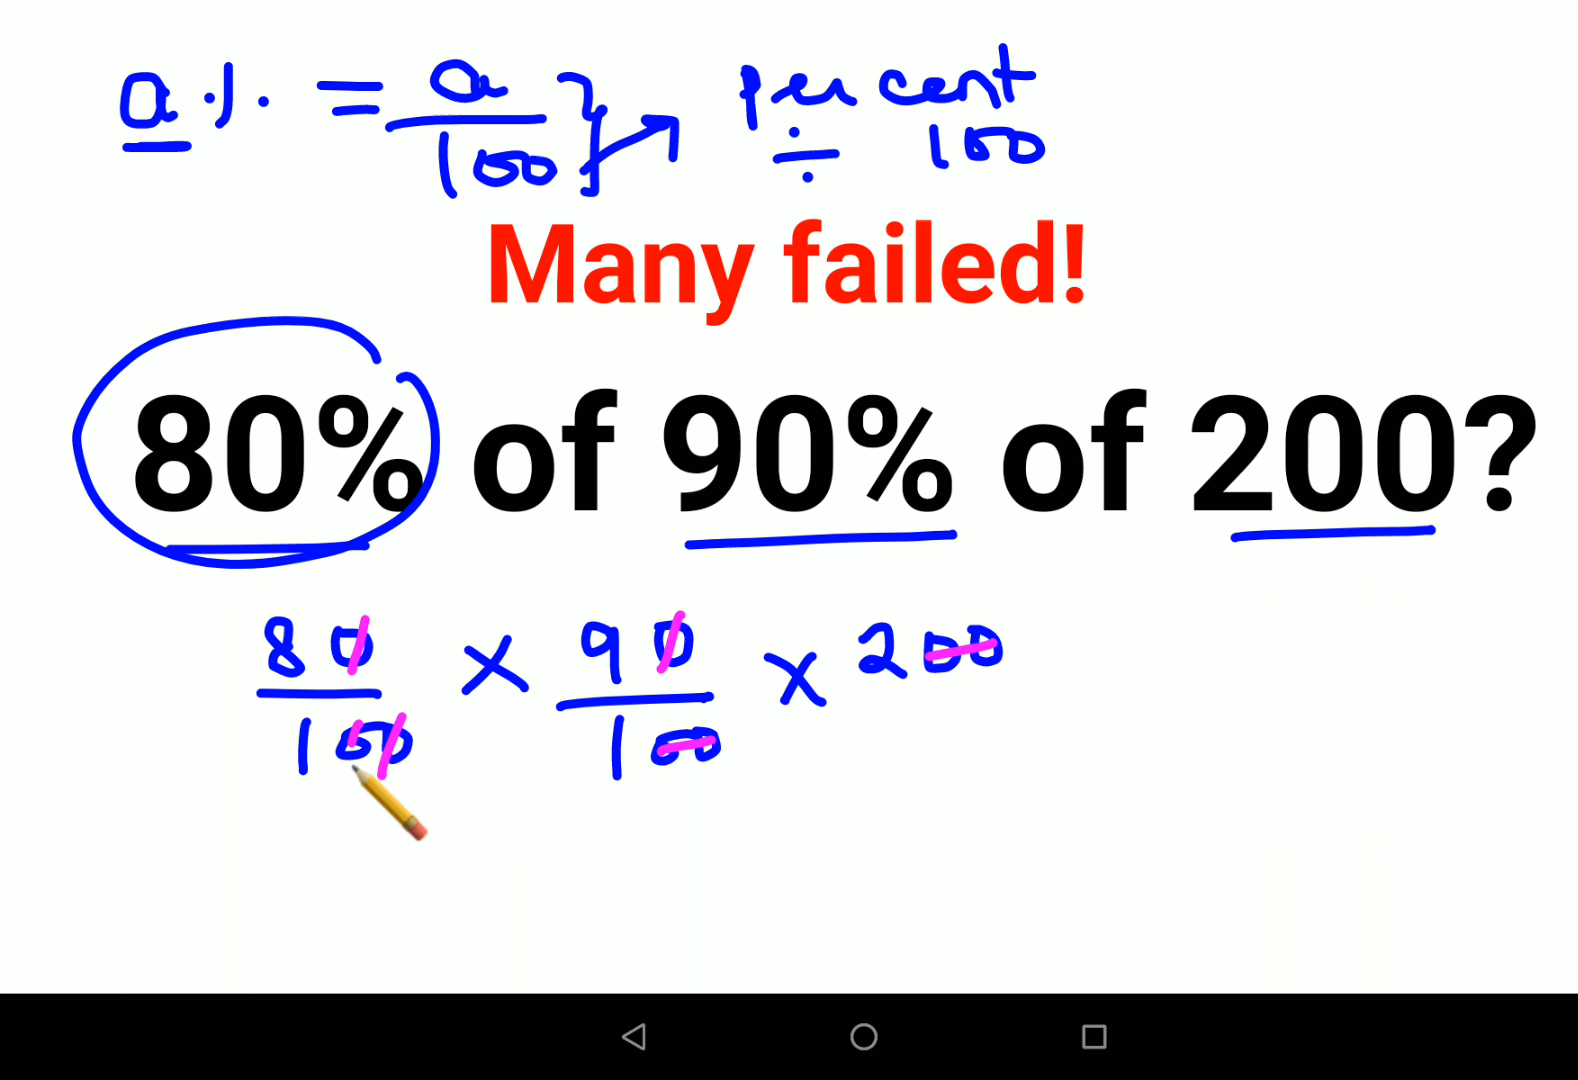 a % = a/100 } → per cent
÷ 100
Many failed!
80% of 90% of 200?
80/100 × 90/100 × 200